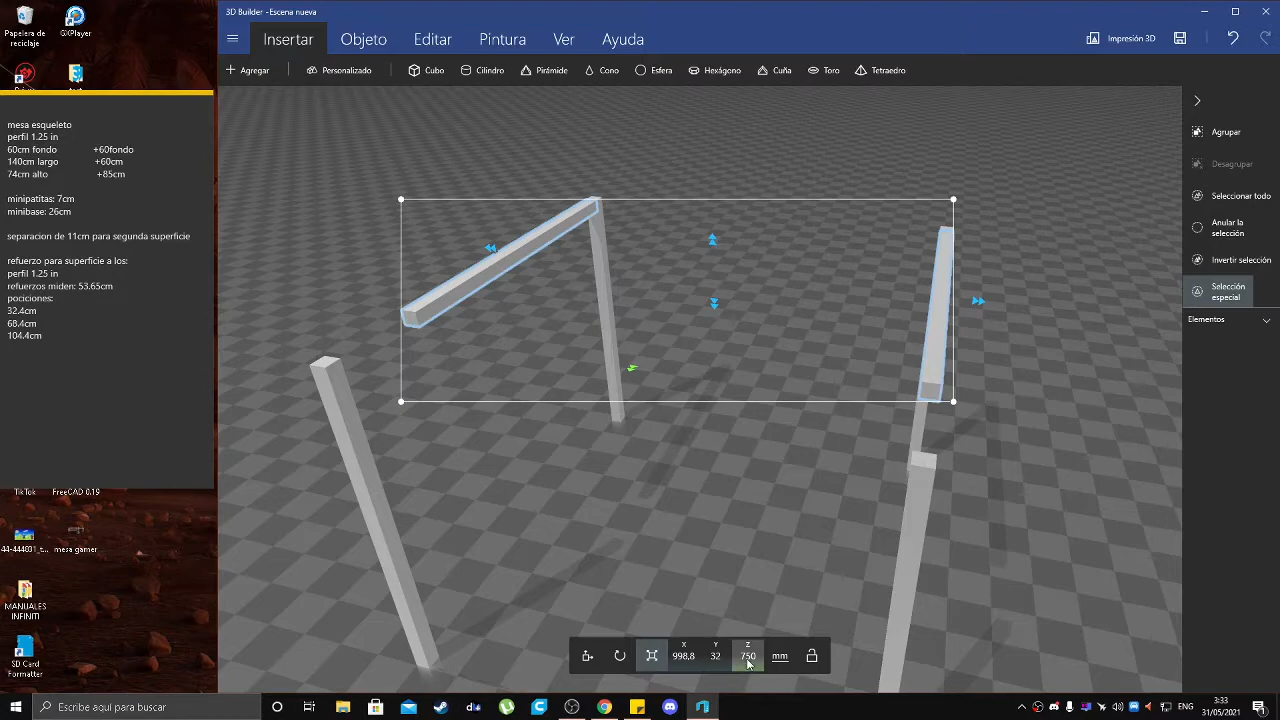 Papelera de
reciclaje
GXPlayer
3D Builder - Escena nueva
Insertar
Objeto
Editar
Pintura
Ver
Ayuda
Impresión 3D
Agregar
Personalizado
Cubo
Cilindro
Pirámide
Cono
Esfera
Hexágono
Cuña
Toro
Tetraedro
mesa esqueleto
perfil 1.25 in
60cm fondo +60fondo
140cm largo +60cm
74cm alto +85cm
minipatitas: 7cm
minibase: 26cm
separacion de 11cm para segunda superficie
refuerzo para superficie a los:
perfil 1.25 in
refuerzos miden: 53.65cm
pociciones:
32.4cm
68.4cm
104.4cm
TikTok
FreeCAD 0.19
44-444631_t...
mesa gamer
MANUALES
INFINITI
SD Card
Formatter
Agrupar
Desagrupar
Seleccionar todo
Anular la
selección
Invertir selección
Selección
especial
Elementos
X
998,8
Y
32
Z
750
mm
Escribe aquí para buscar
3:33
31/05/2021